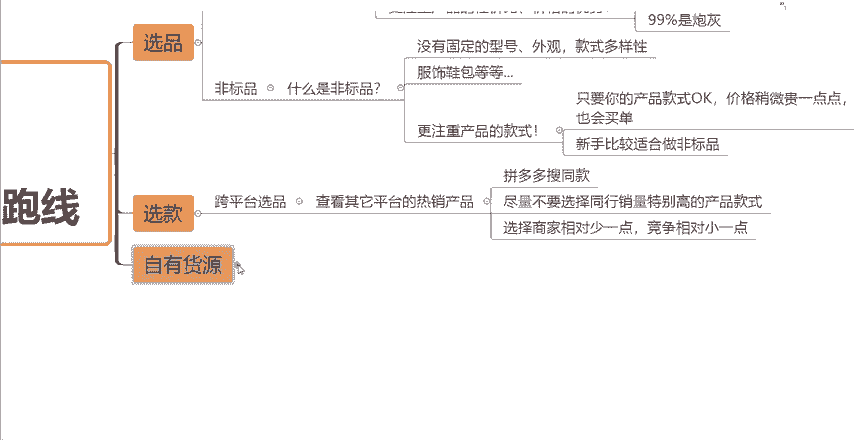 99%是炮灰
选品
没有固定的型号、外观，款式多样性
服饰鞋包等等...
非标品
什么是非标品？
只要你的产品款式OK，价格稍微贵一点点，
也会买单
更注重产品的款式！
新手比较适合做非标品
跑线
选款
跨平台选品
查看其它平台的热销产品
拼多多搜同款
尽量不要选择同行销量特别高的产品款式
选择商家相对少一点，竞争相对小一点
自有货源